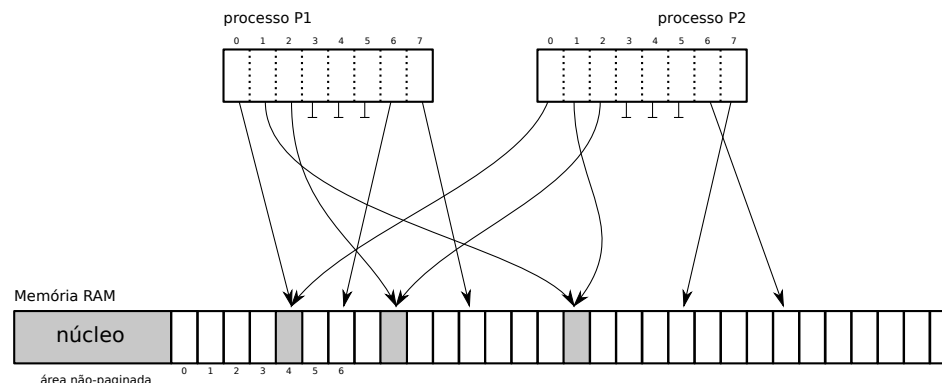 processo P1 processo P2
0 1 2 3 4 5 6 7 0 1 2 3 4 5 6 7
Memória RAM
núcleo
0 1 2 3 4 5 6
área não-paginada